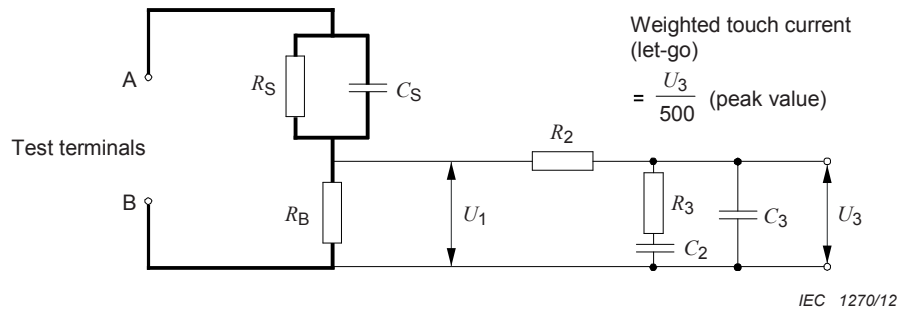 Weighted touch current
(let-go)
= U3/500 (peak value)
A
RS
CS
Test terminals
R2
B
RB
U1
R3
C2
C3
U3
IEC 1270/12